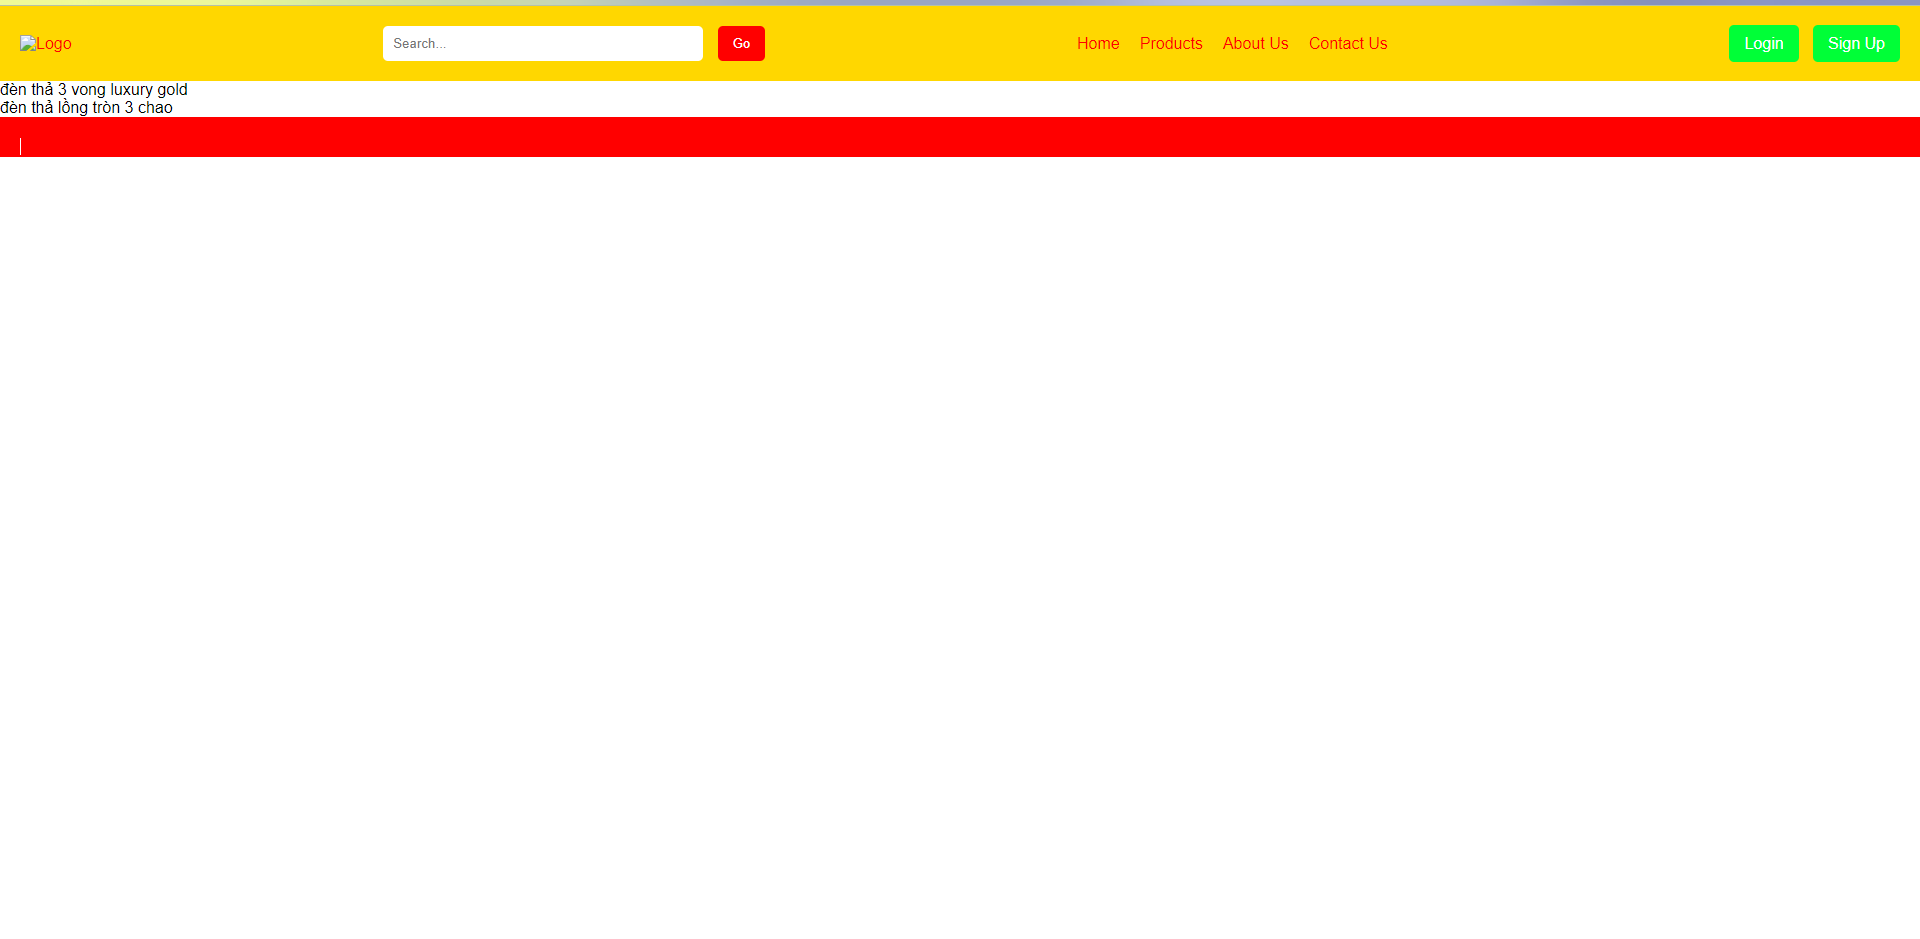 Logo Search... Go Home Products About Us Contact Us Login Sign Up
đèn thả 3 vong luxury gold
đèn thả lồng tròn 3 chao